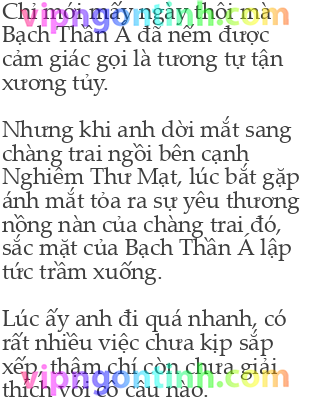 Chỉ mới mấy ngày thôi mà
vipngontinh.com
Bạch Thần Á đã nếm được
cảm giác gọi là tương tự tận
xương tủy.
Nhưng khi anh dời mắt sang
chàng trai ngồi bên cạnh
Nghiêm Thư Mạt, lúc bắt gặp
ánh mắt tỏa ra sự yêu thương
nồng nàn của chàng trai đó,
sắc mặt của Bạch Thần Á lập
tức trầm xuống.
Lúc ấy anh đi quá nhanh, có
rất nhiều việc chưa kịp sắp
xếp, thậm chí còn chưa giải
vipngontinh.com
thích với cô câu nào.